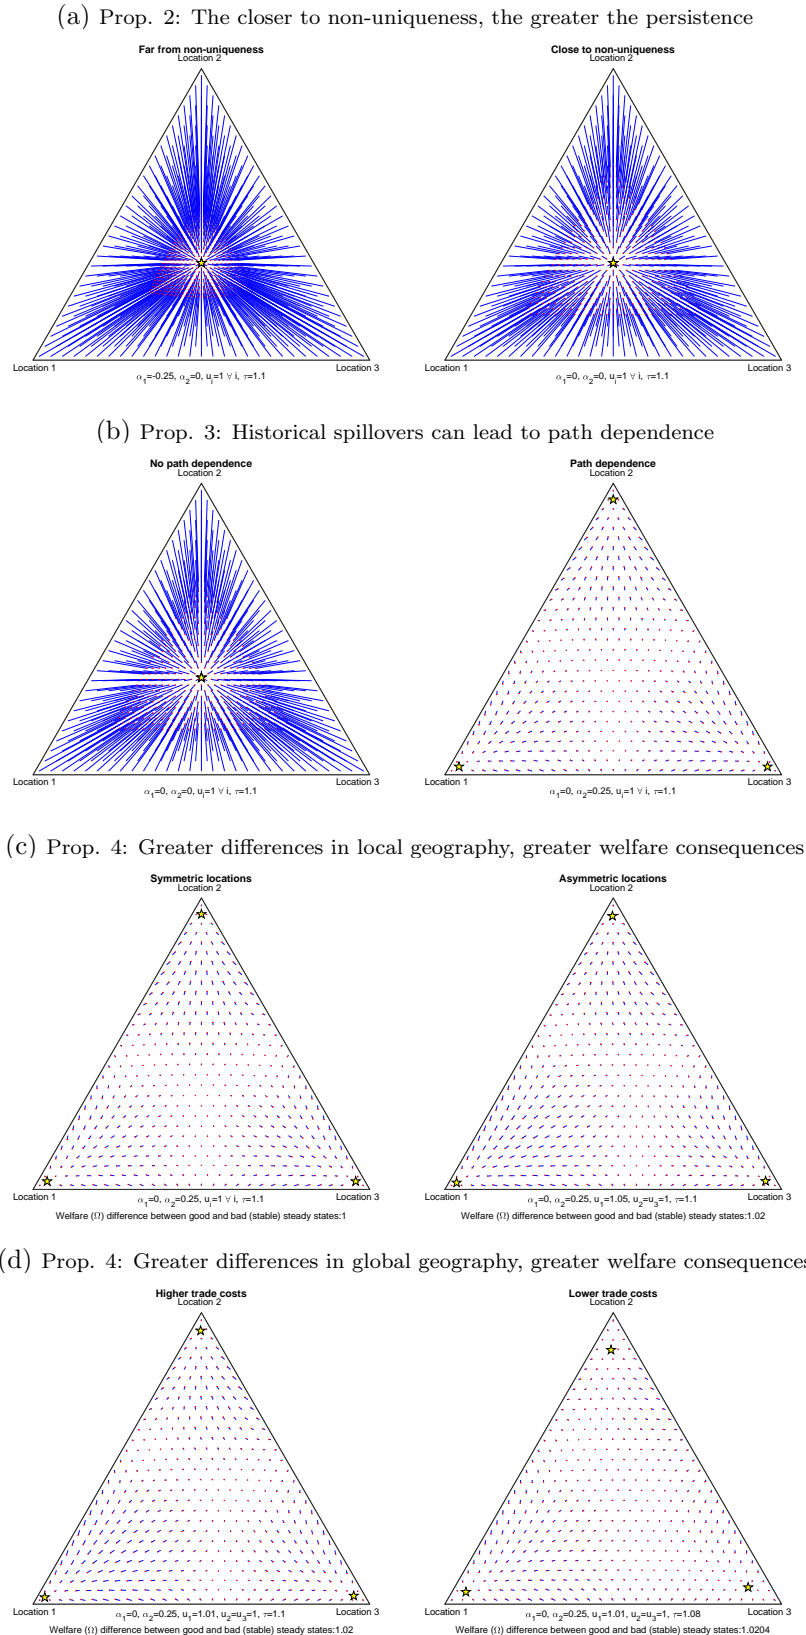 (a) Prop. 2: The closer to non-uniqueness, the greater the persistence
Far from non-uniqueness
Location 2
Location 1
Location 3
α1=-0.25, α2=0, ui=1 ∀ i, τ=1.1
Close to non-uniqueness
Location 2
Location 1
Location 3
α1=0, α2=0, ui=1 ∀ i, τ=1.1
(b) Prop. 3: Historical spillovers can lead to path dependence
No path dependence
Location 2
Location 1
Location 3
α1=0, α2=0, ui=1 ∀ i, τ=1.1
Path dependence
Location 2
Location 1
Location 3
α1=0, α2=0.25, ui=1 ∀ i, τ=1.1
(c) Prop. 4: Greater differences in local geography, greater welfare consequences
Symmetric locations
Location 2
Location 1
Location 3
α1=0, α2=0.25, ui=1 ∀ i, τ=1.1
Welfare (Ω) difference between good and bad (stable) steady states:1
Asymmetric locations
Location 2
Location 1
Location 3
α1=0, α2=0.25, u1=1.05, u2=u3=1, τ=1.1
Welfare (Ω) difference between good and bad (stable) steady states:1.02
(d) Prop. 4: Greater differences in global geography, greater welfare consequences
Higher trade costs
Location 2
Location 1
Location 3
α1=0, α2=0.25, u1=1.01, u2=u3=1, τ=1.1
Welfare (Ω) difference between good and bad (stable) steady states:1.02
Lower trade costs
Location 2
Location 1
Location 3
α1=0, α2=0.25, u1=1.01, u2=u3=1, τ=1.08
Welfare (Ω) difference between good and bad (stable) steady states:1.0204